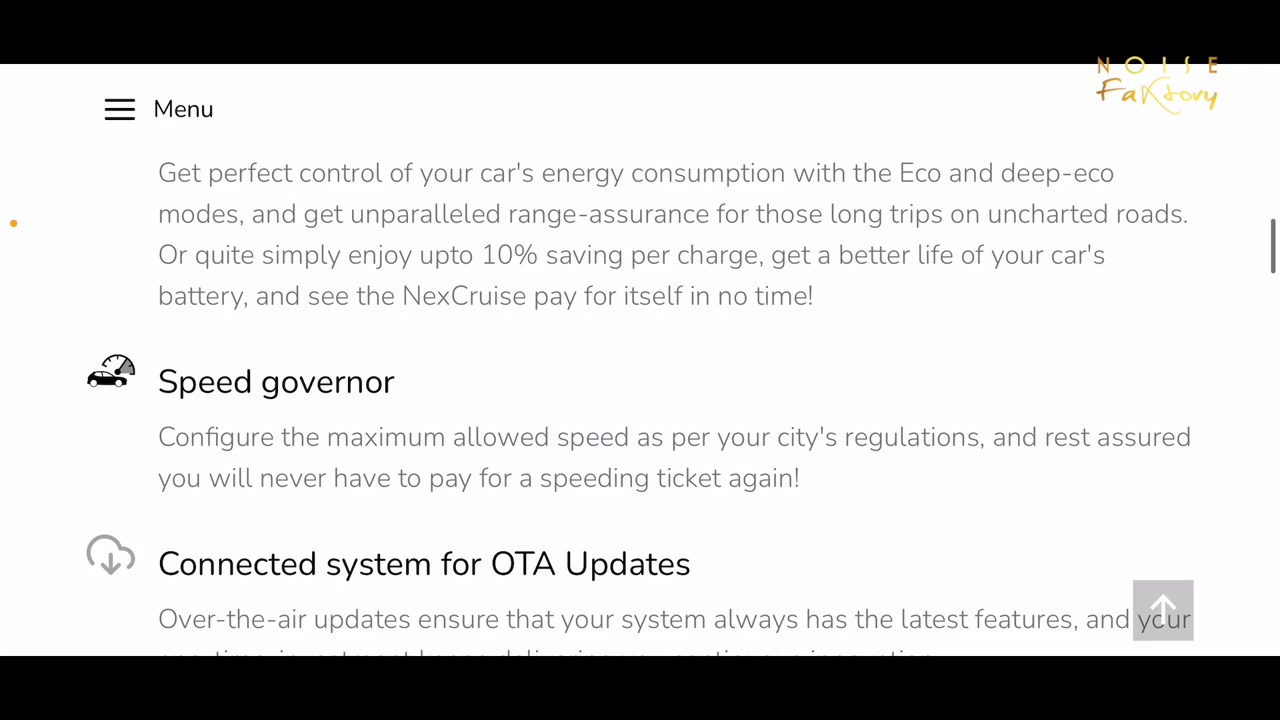 NOISE
Faktory
Menu
Get perfect control of your car's energy consumption with the Eco and deep-eco
modes, and get unparalleled range-assurance for those long trips on uncharted roads.
Or quite simply enjoy upto 10% saving per charge, get a better life of your car's
battery, and see the NexCruise pay for itself in no time!
Speed governor
Configure the maximum allowed speed as per your city's regulations, and rest assured
you will never have to pay for a speeding ticket again!
Connected system for OTA Updates
Over-the-air updates ensure that your system always has the latest features, and your